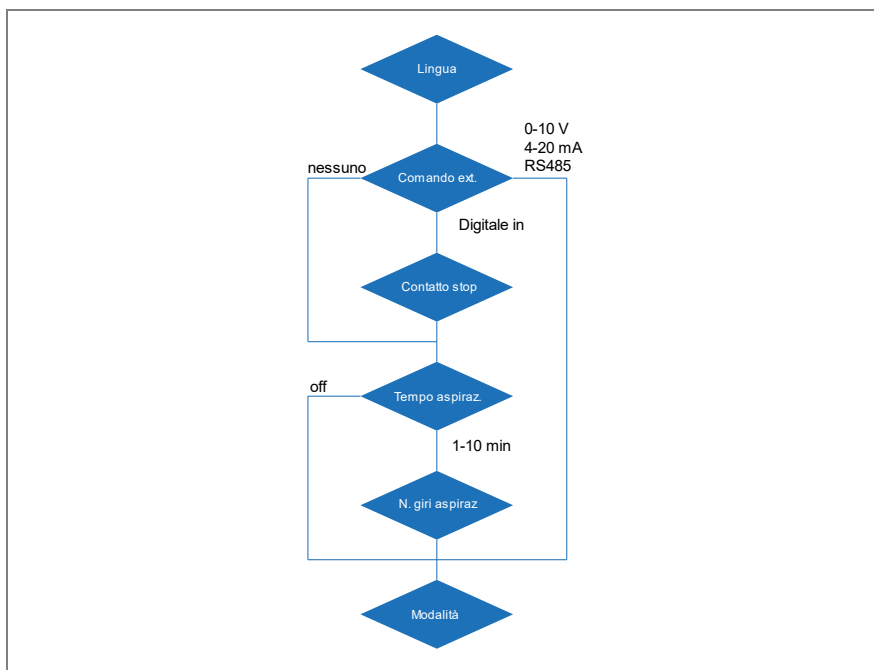 Lingua
0-10 V
4-20 mA
RS485
nessuno
Comando ext.
Digitale in
Contatto stop
off
Tempo aspiraz.
1-10 min
N. giri aspiraz
Modalità